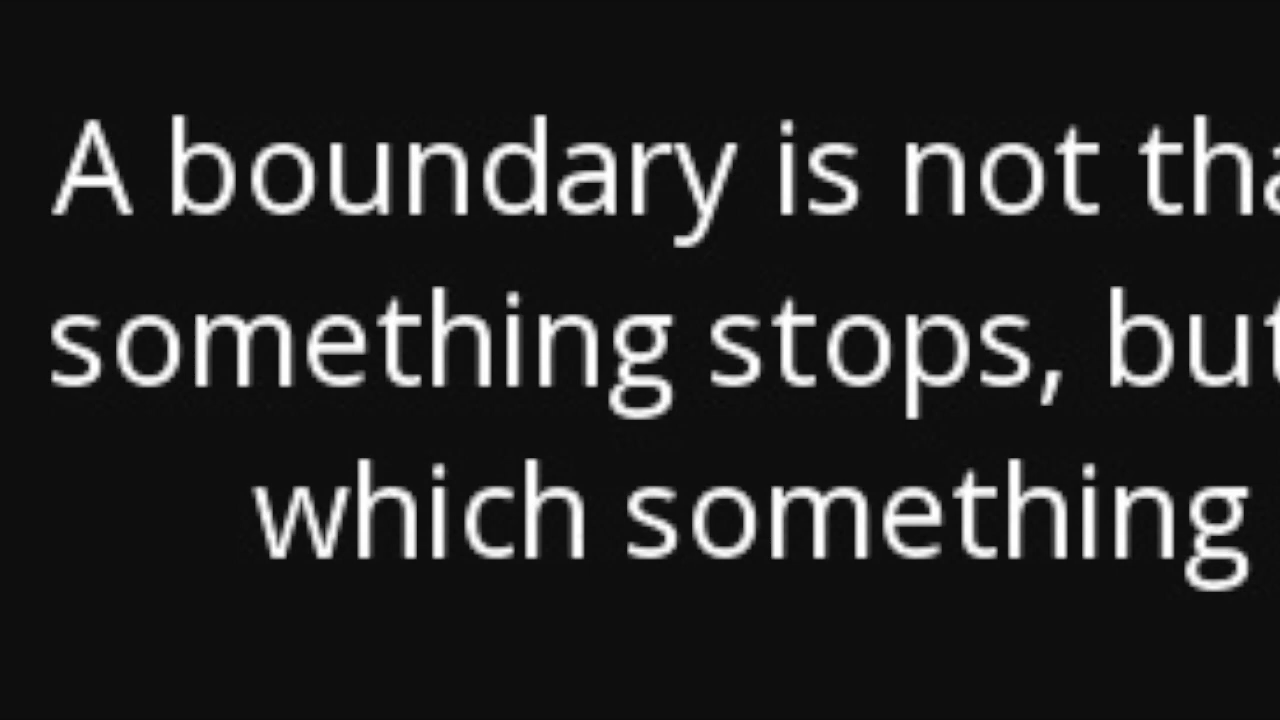 A boundary is not tha
something stops, but
which something